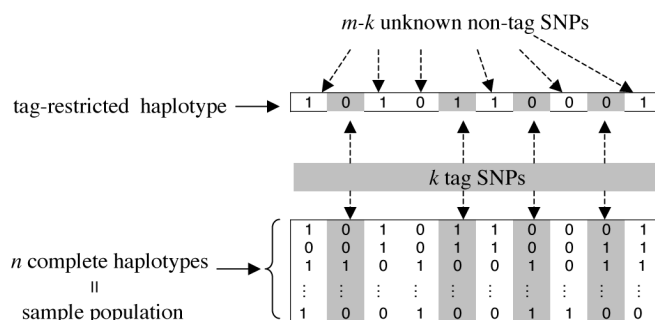 m-k unknown non-tag SNPs
tag-restricted haplotype
1 0 1 0 1 1 0 0 0 1
k tag SNPs
n complete haplotypes
=
sample population
1 0 1 0 1 1 0 0 0 1
0 0 1 0 1 1 0 0 1 1
1 1 0 1 0 0 1 0 1 1
⋮ ⋮ ⋮ ⋮ ⋮ ⋮ ⋮ ⋮ ⋮ ⋮
1 0 0 1 0 0 1 1 0 0